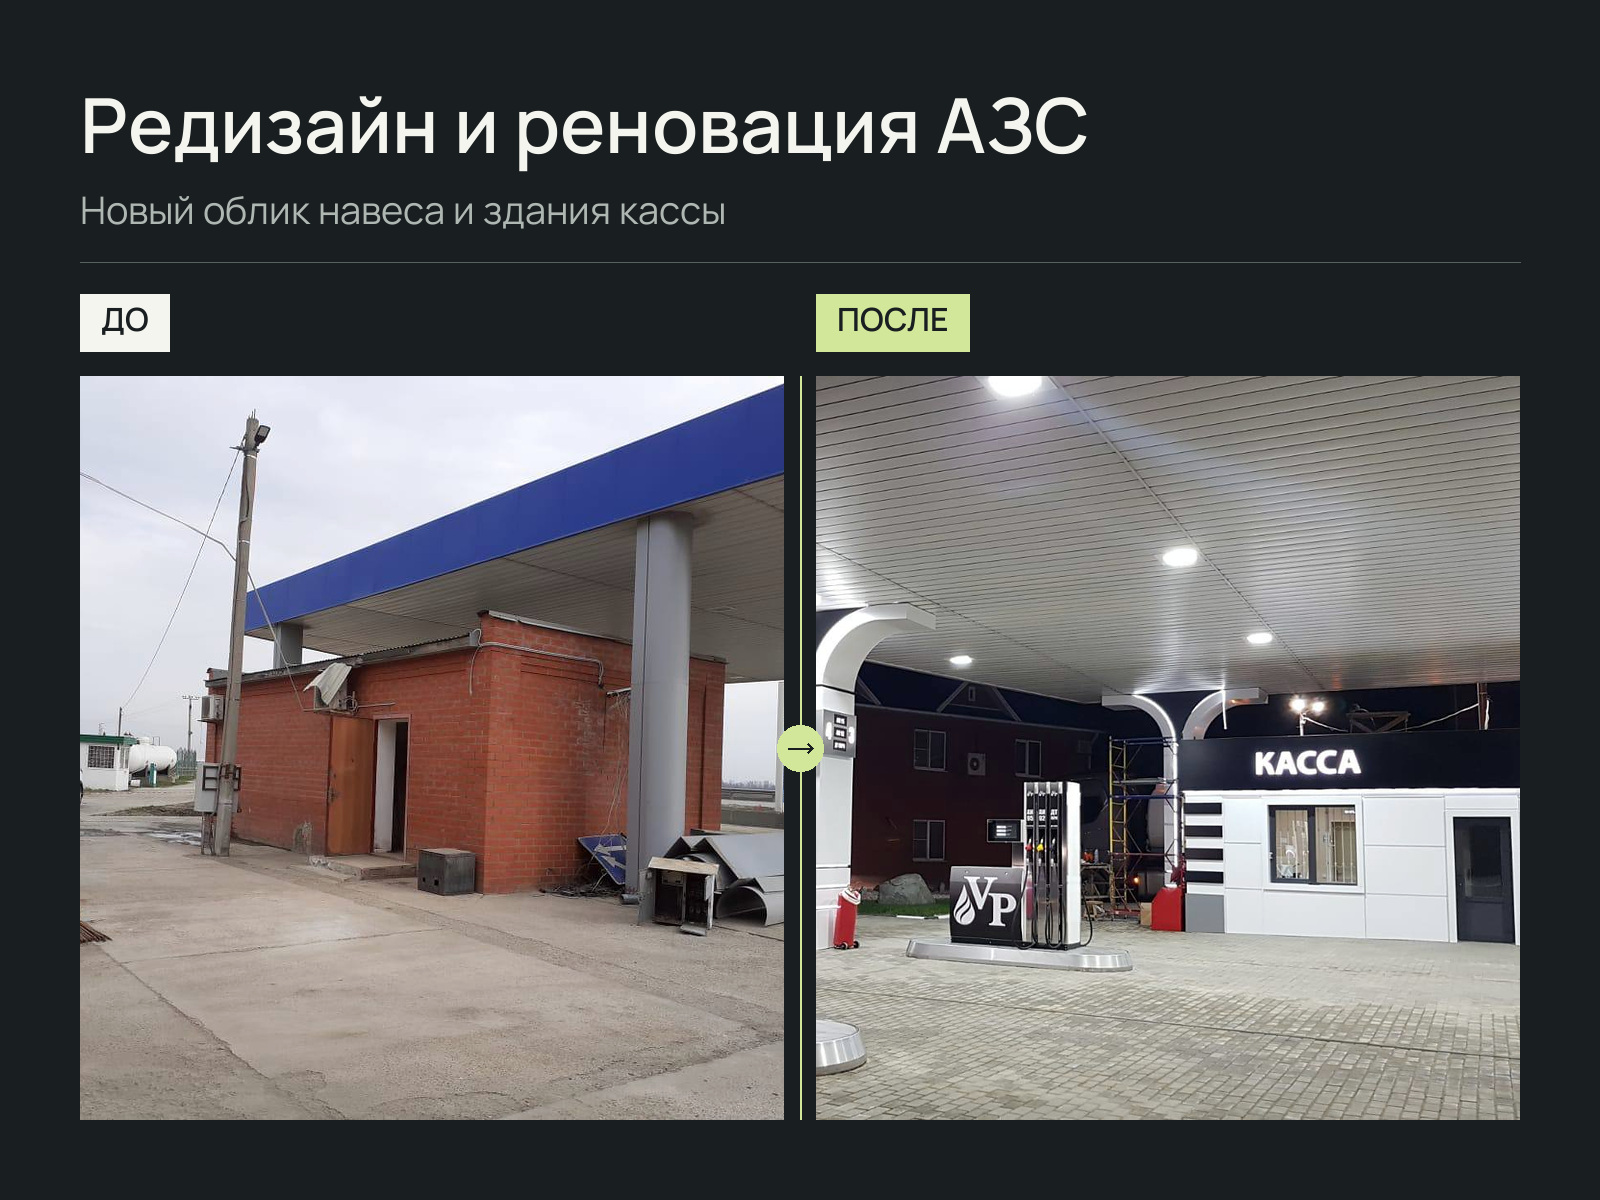 Редизайн и реновация АЗС
Новый облик навеса и здания кассы
ДО
ПОСЛЕ
КАССА
VP